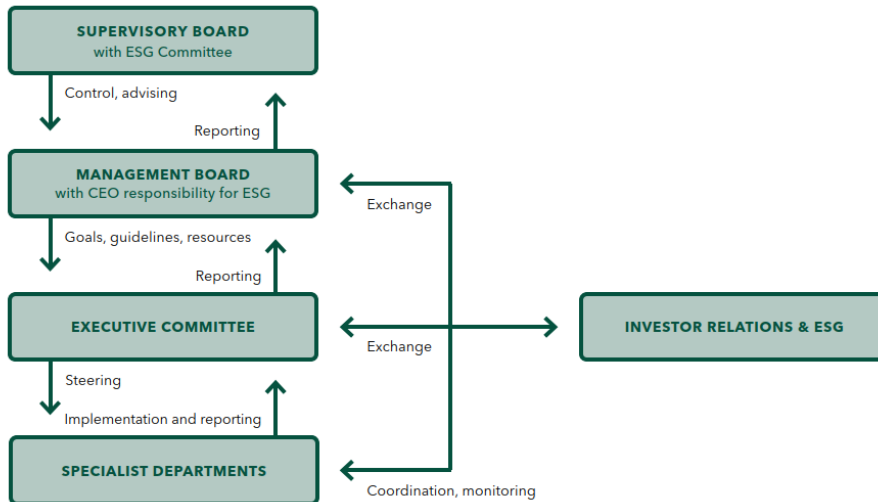 SUPERVISORY BOARD
with ESG Committee
Control, advising
Reporting
MANAGEMENT BOARD
with CEO responsibility for ESG
Exchange
Goals, guidelines, resources
Reporting
EXECUTIVE COMMITTEE
INVESTOR RELATIONS & ESG
Exchange
Steering
Implementation and reporting
SPECIALIST DEPARTMENTS
Coordination, monitoring